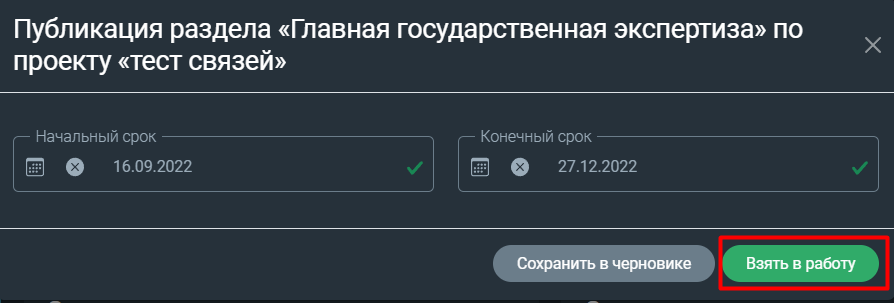 Публикация раздела «Главная государственная экспертиза» по
проекту «тест связей»
Начальный срок
Конечный срок
16.09.2022
27.12.2022
Сохранить в черновике
Взять в работу